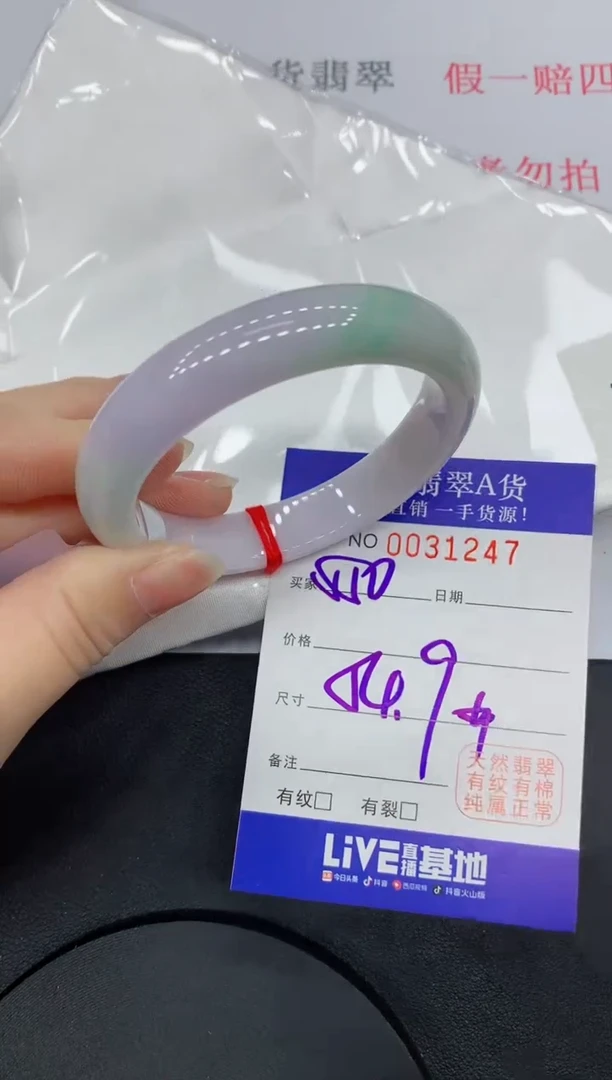 货翡翠 假一赔四
勿拍
翡翠A货
直销 一手货源!
NO 0031247
买家 日期
价格
尺寸 54.9
备注
有纹□ 有裂□
天然翡翠
有纹有棉
纯属正常
LiVE直播基地
今日头条 抖音 西瓜视频 抖音火山版